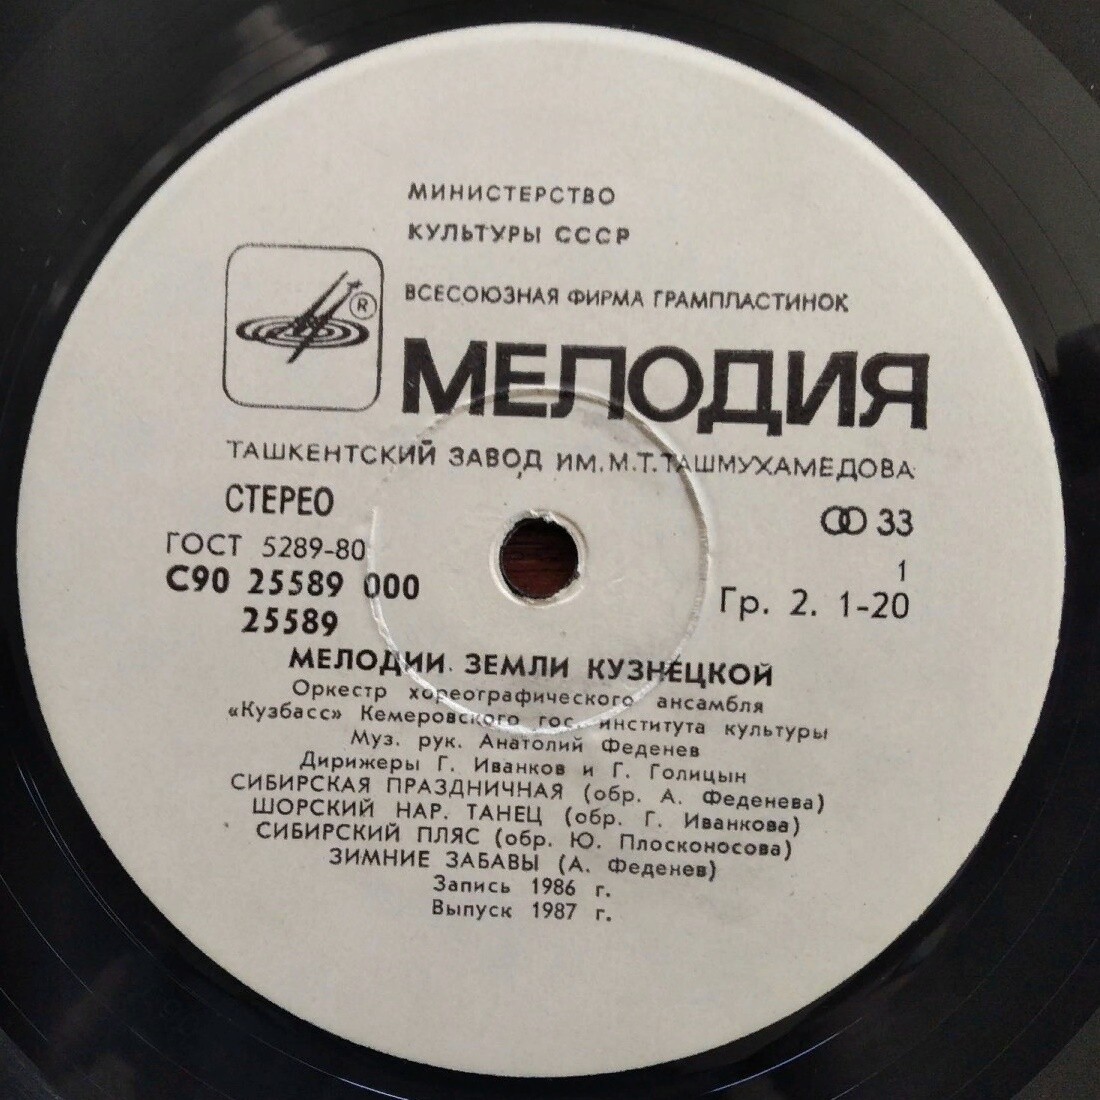 МИНИСТЕРСТВО
КУЛЬТУРЫ СССР
ВСЕСОЮЗНАЯ ФИРМА ГРАМПЛАСТИНОК
®
МЕЛОДИЯ
ТАШКЕНТСКИЙ ЗАВОД ИМ. М.Т.ТАШМУХАМЕДОВА
СТЕРЕО
33
ГОСТ 5289-80
1
С90 25589 000
Гр. 2. 1-20
25589
МЕЛОДИИ ЗЕМЛИ КУЗНЕЦКОЙ
Оркестр хореографического ансамбля
«Кузбасс» Кемеровского гос. института культуры
Муз. рук. Анатолий Феденев
Дирижеры Г. Иванков и Г. Голицын
СИБИРСКАЯ ПРАЗДНИЧНАЯ (обр. А. Феденева)
ШОРСКИЙ НАР. ТАНЕЦ (обр. Г. Иванкова)
СИБИРСКИЙ ПЛЯС (обр. Ю. Плосконосова)
ЗИМНИЕ ЗАБАВЫ (А. Феденев)
Запись 1986 г.
Выпуск 1987 г.